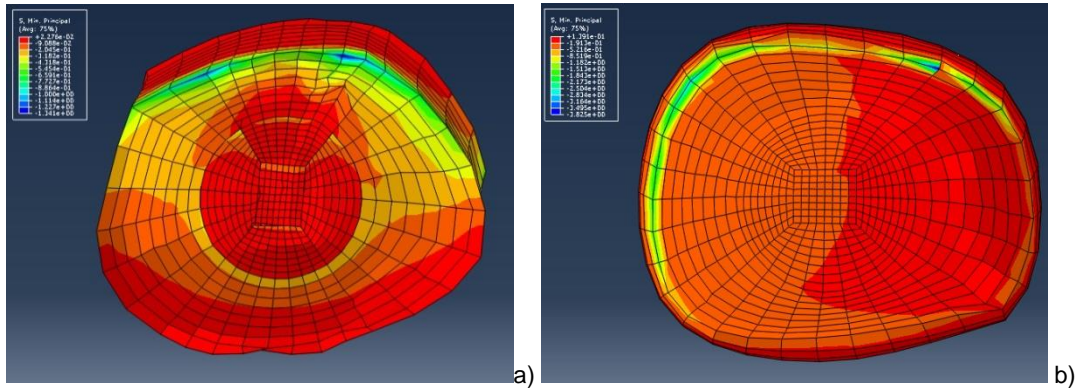 S, Min. Principal
(Avg: 75%)
+2.276e-02
-9.088e-02
-2.045e-01
-3.182e-01
-4.318e-01
-5.454e-01
-6.591e-01
-7.727e-01
-8.864e-01
-1.000e+00
-1.114e+00
-1.227e+00
-1.341e+00
a)
S, Min. Principal
(Avg: 75%)
+1.391e-01
-1.913e-01
-5.216e-01
-8.519e-01
-1.182e+00
-1.513e+00
-1.843e+00
-2.173e+00
-2.504e+00
-2.834e+00
-3.164e+00
-3.495e+00
-3.825e+00
b)